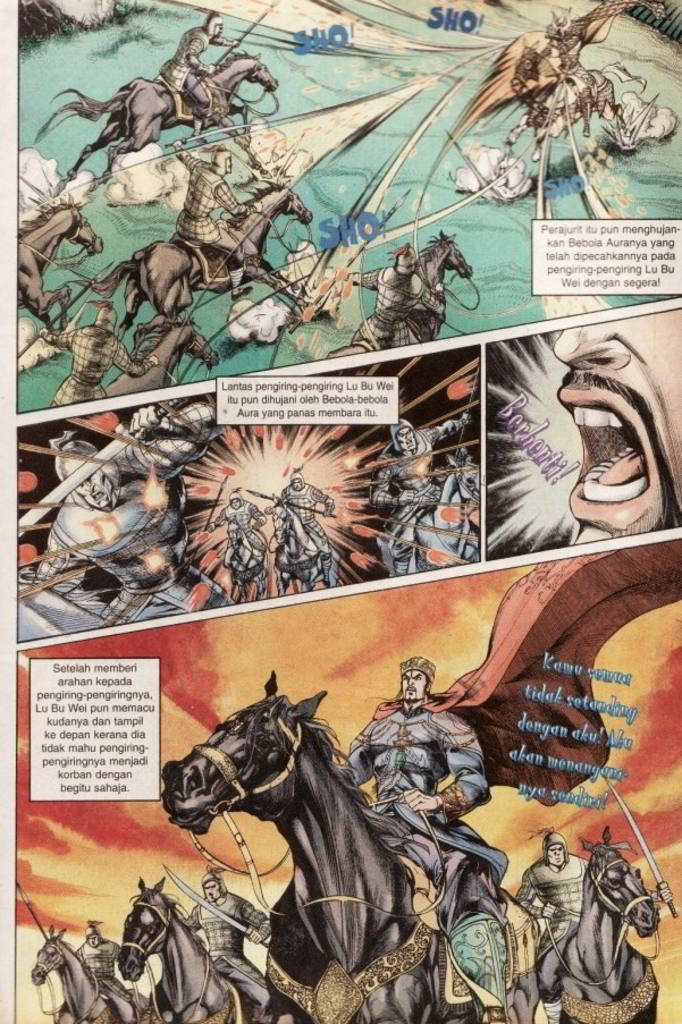 SHO!
SHO!
SHO!
SHO!
Perajurit itu pun menghujan-
kan Bebola Auranya yang
telah dipecahkannya pada
pengiring-pengiring Lu Bu
Wei dengan segera!
Lantas pengiring-pengiring Lu Bu Wei
itu pun dihujani oleh Bebola-bebola
Aura yang panas membara itu.
Berhenti!
Setelah memberi
arahan kepada
pengiring-pengiringnya,
Lu Bu Wei pun memacu
kudanya dan tampil
ke depan kerana dia
tidak mahu pengiring-
pengiringnya menjadi
korban dengan
begitu sahaja.
Kamu semua
tidak setanding
dengan aku! Aku
akan menangani-
nya sendiri!